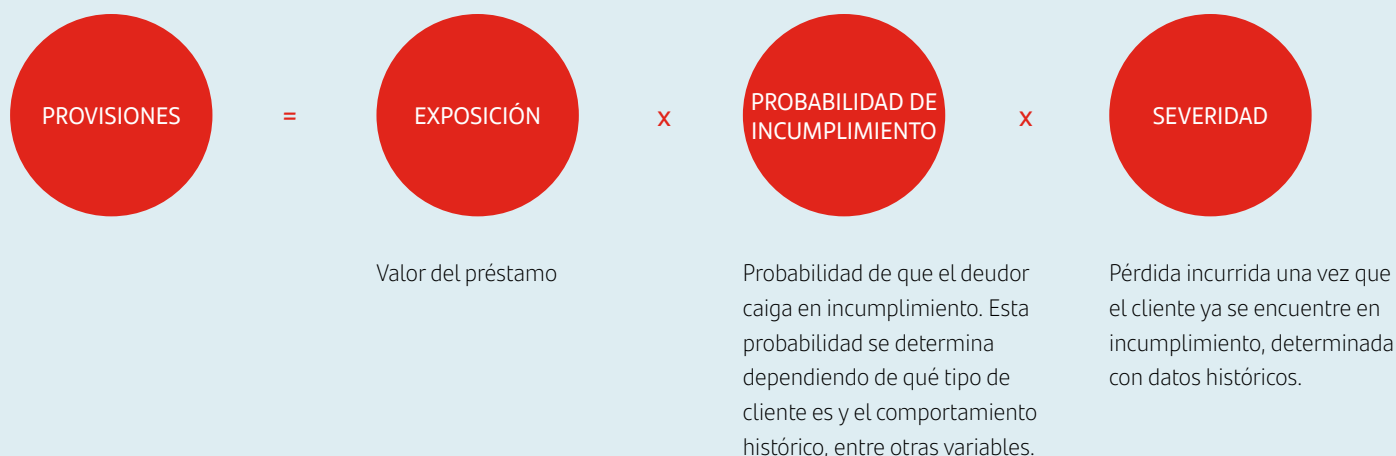 PROVISIONES
=
EXPOSICIÓN
x
PROBABILIDAD DE
INCUMPLIMIENTO
x
SEVERIDAD
Valor del préstamo
Probabilidad de que el deudor
caiga en incumplimiento. Esta
probabilidad se determina
dependiendo de qué tipo de
cliente es y el comportamiento
histórico, entre otras variables.
Pérdida incurrida una vez que
el cliente ya se encuentre en
incumplimiento, determinada
con datos históricos.